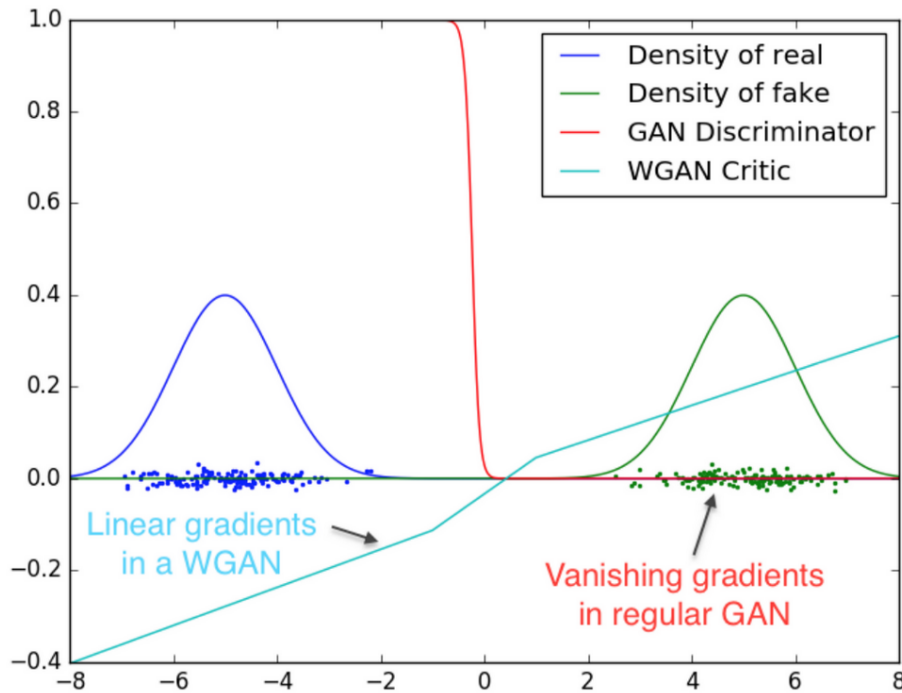 1.0
0.8
0.6
0.4
0.2
0.0
−0.2
−0.4
−8
−6
−4
−2
0
2
4
6
8
Density of real
Density of fake
GAN Discriminator
WGAN Critic
Linear gradients
in a WGAN
Vanishing gradients
in regular GAN